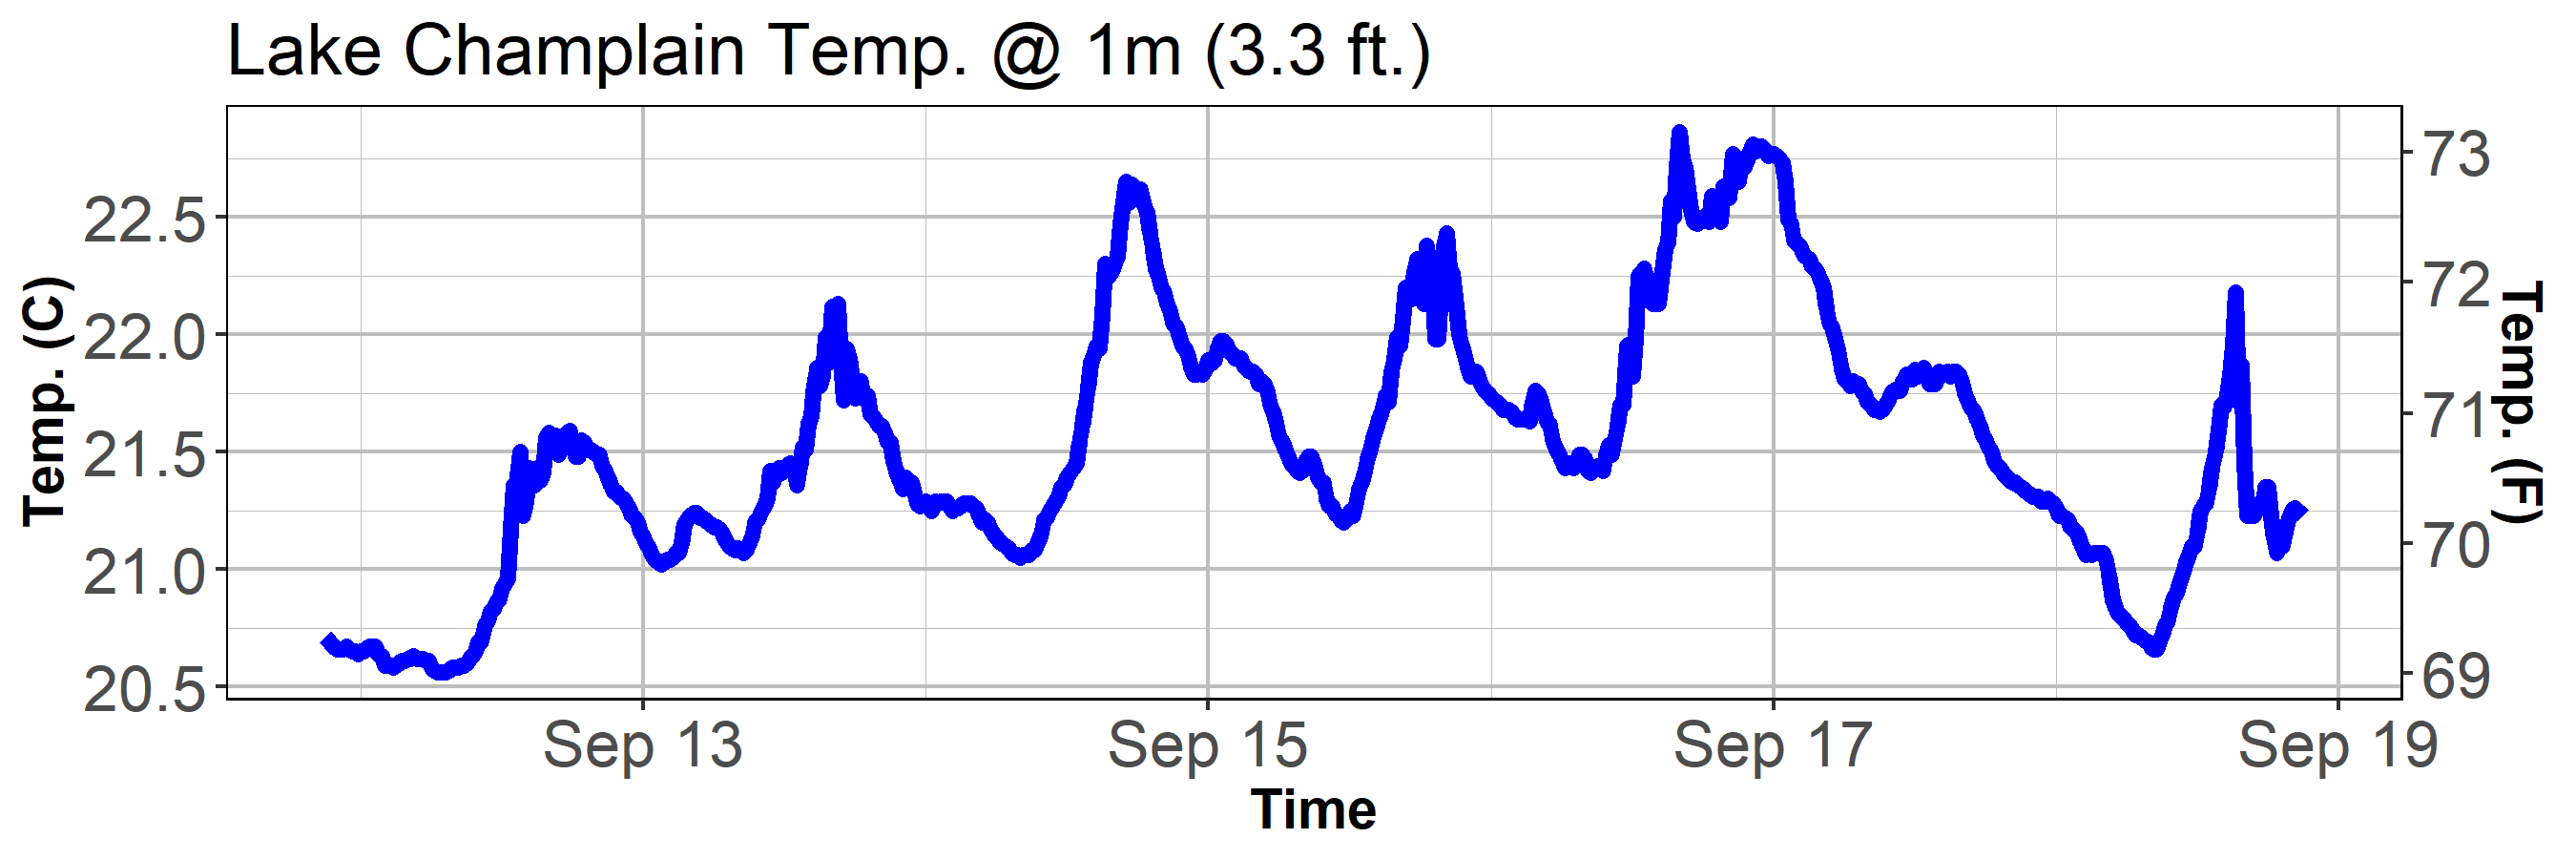 Lake Champlain Temp. @ 1m (3.3 ft.)
Temp. (C)
22.5
22.0
21.5
21.0
20.5
73
72
71
70
69
Temp. (F)
Sep 13
Sep 15
Sep 17
Sep 19
Time